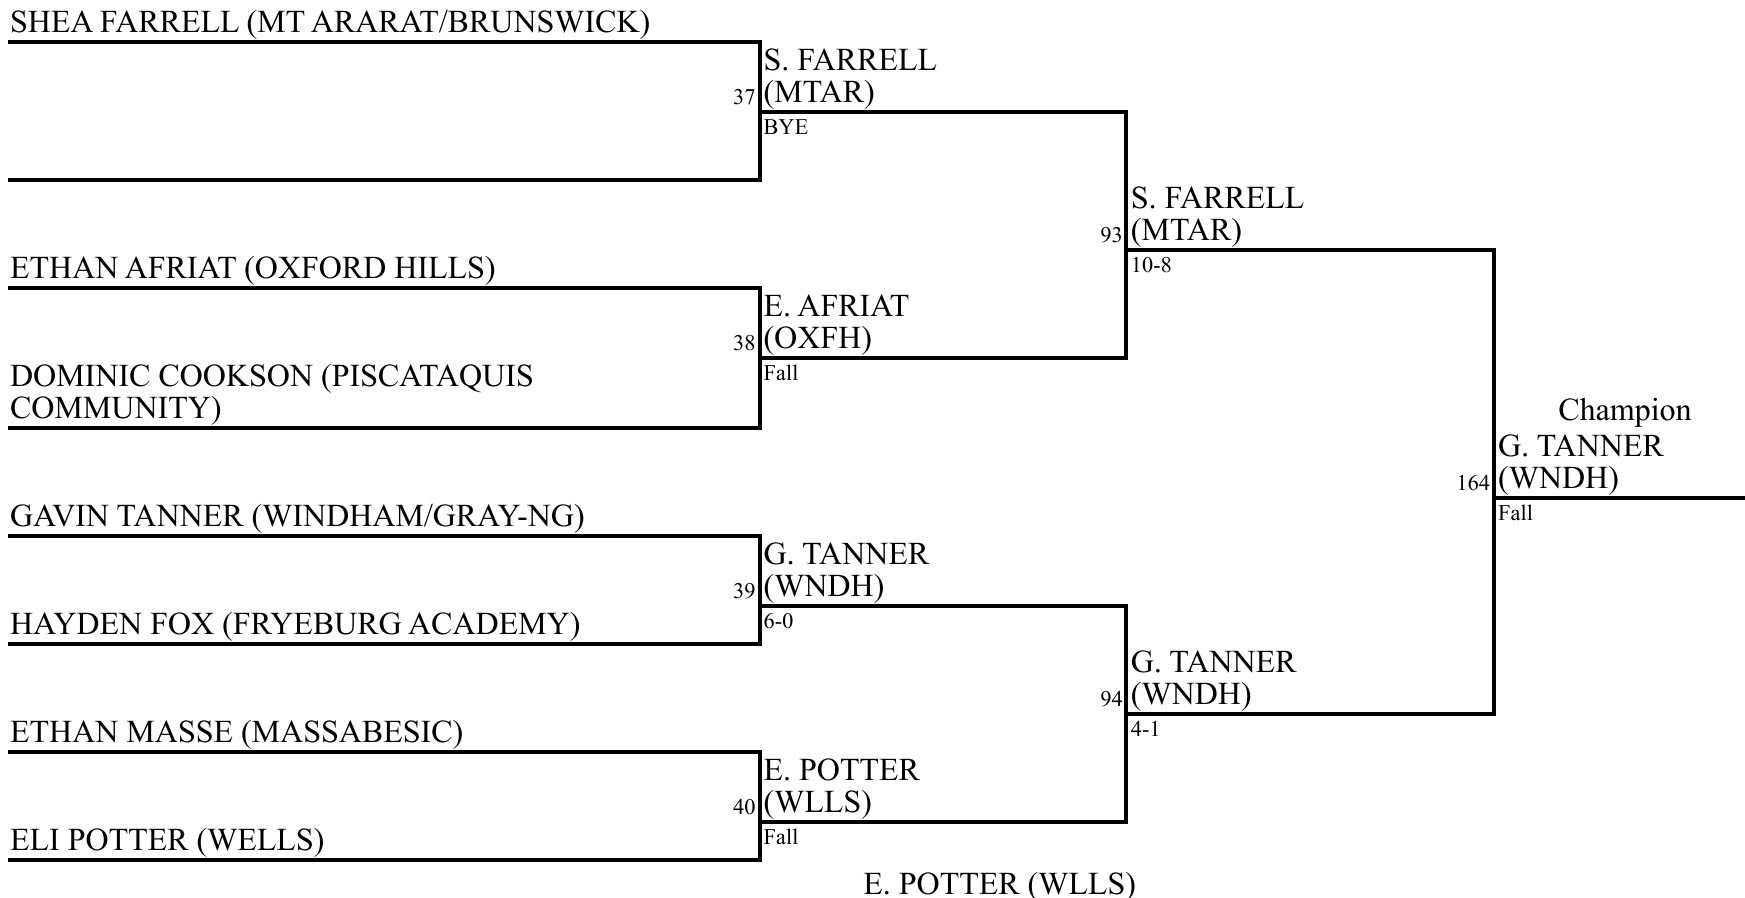 SHEA FARRELL (MT ARARAT/BRUNSWICK)
S. FARRELL
37 (MTAR)
BYE
S. FARRELL
93 (MTAR)
10-8
ETHAN AFRIAT (OXFORD HILLS)
E. AFRIAT
38 (OXFH)
Fall
DOMINIC COOKSON (PISCATAQUIS
COMMUNITY)
Champion
G. TANNER
164 (WNDH)
Fall
GAVIN TANNER (WINDHAM/GRAY-NG)
G. TANNER
39 (WNDH)
6-0
HAYDEN FOX (FRYEBURG ACADEMY)
G. TANNER
94 (WNDH)
4-1
ETHAN MASSE (MASSABESIC)
E. POTTER
40 (WLLS)
Fall
ELI POTTER (WELLS)
E. POTTER (WLLS)